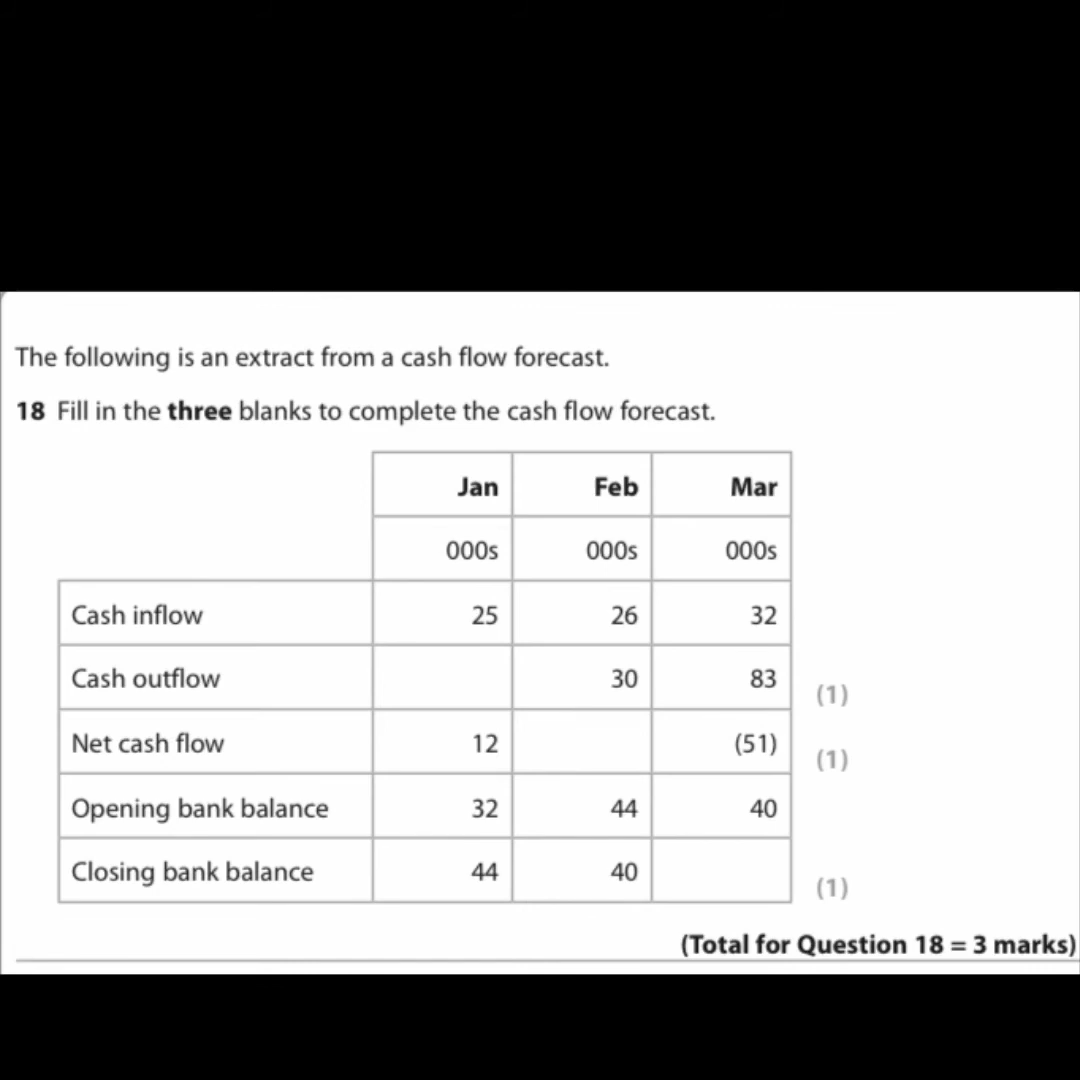 The following is an extract from a cash flow forecast.
18 Fill in the three blanks to complete the cash flow forecast.
Jan Feb Mar
000s 000s 000s
Cash inflow 25 26 32
Cash outflow 30 83 (1)
Net cash flow 12 (51) (1)
Opening bank balance 32 44 40
Closing bank balance 44 40 (1)
(Total for Question 18 = 3 marks)